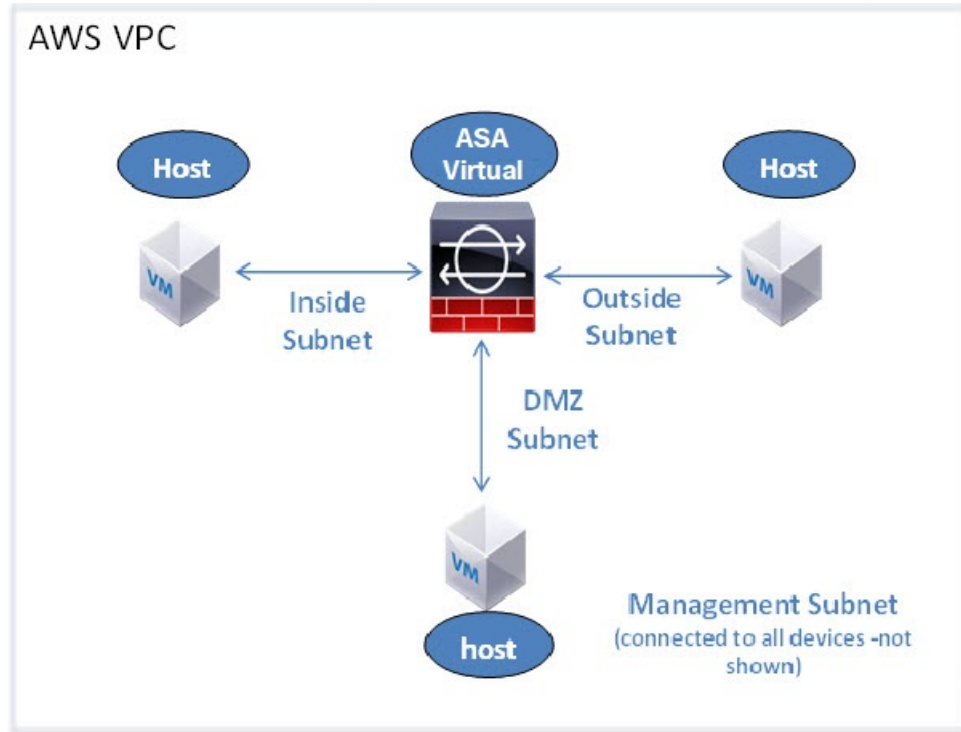 AWS VPC
Host
ASA
Virtual
Host
VM
VM
Inside
Subnet
Outside
Subnet
DMZ
Subnet
VM
host
Management Subnet
(connected to all devices -not
shown)